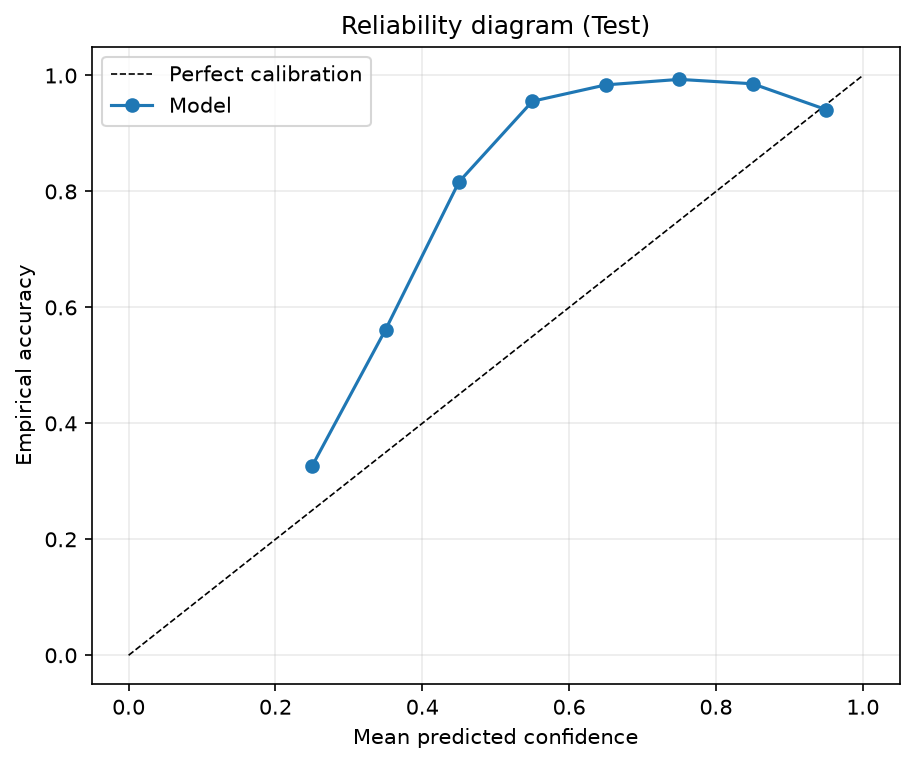 Reliability diagram (Test)
Perfect calibration
Model
1.0
0.8
0.6
0.4
0.2
0.0
Empirical accuracy
0.0 0.2 0.4 0.6 0.8 1.0
Mean predicted confidence